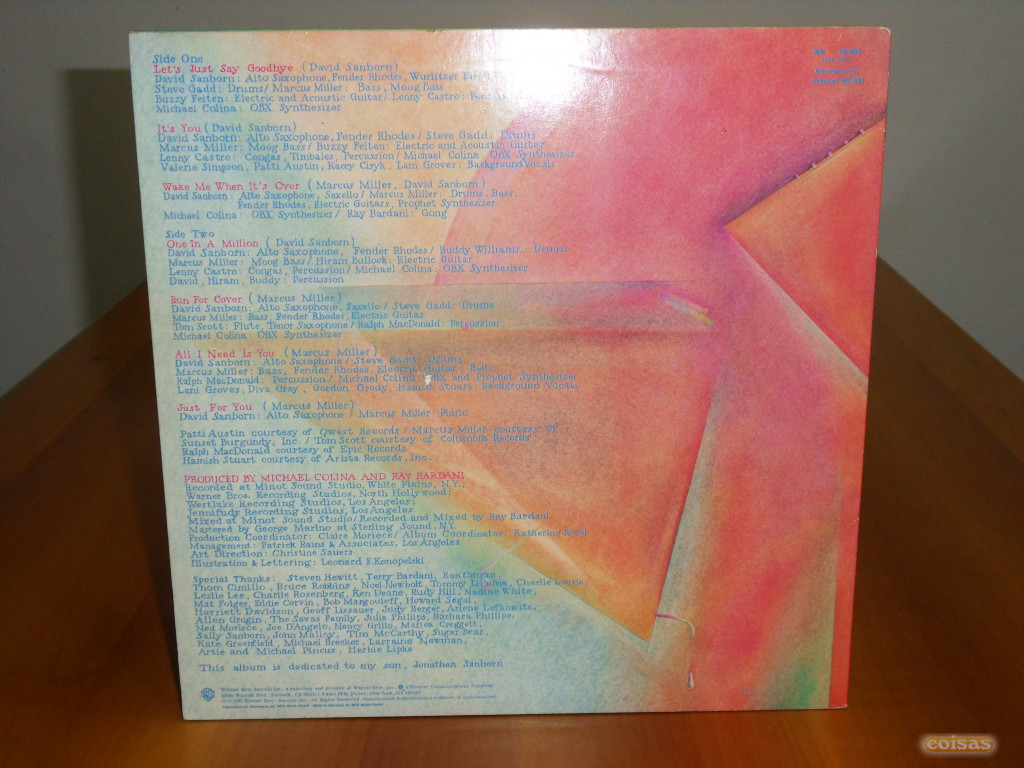 Side One
Let's Just Say Goodbye (David Sanborn)
David Sanborn: Alto Saxophone, Fender Rhodes, Wurlitzer
Steve Gadd: Drums/ Marcus Miller: Bass, Moog Bass
Buzzy Feiten: Electric and Acoustic Guitar/ Lenny Castro:
Michael Colina: OBX Synthesizer
It's You (David Sanborn)
David Sanborn: Alto Saxophone, Fender Rhodes / Steve Gadd: Drums
Marcus Miller: Moog Bass/ Buzzy Feiten: Electric and Acoustic Guitar
Lenny Castro: Congas, Timbales, Percussion/ Michael Colina: OBX Synthesizer
Valerie Simpson, Patti Austin, Kacey Cisyk, Lani Groves: Background Vocals
Wake Me When It's Over (Marcus Miller, David Sanborn)
David Sanborn: Alto Saxophone, Saxello/ Marcus Miller: Drums, Bass,
Fender Rhodes, Electric Guitars, Prophet Synthesizer
Michael Colina: OBX Synthesizer/ Ray Bardani: Gong
Side Two
One In A Million (David Sanborn)
David Sanborn: Alto Saxophone, Fender Rhodes/ Buddy Williams: Drums
Marcus Miller: Moog Bass/ Hiram Bullock: Electric Guitar
Lenny Castro: Congas, Percussion/ Michael Colina: OBX Synthesizer
David, Hiram, Buddy: Percussion
Run For Cover (Marcus Miller)
David Sanborn: Alto Saxophone, Saxello / Steve Gadd: Drums
Marcus Miller: Bass, Fender Rhodes, Electric Guitar
Tom Scott: Flute, Tenor Saxophone/ Ralph MacDonald: Percussion
Michael Colina: OBX Synthesizer
All I Need Is You (Marcus Miller)
David Sanborn: Alto Saxophone/ Steve Gadd: Drums
Marcus Miller: Bass, Fender Rhodes, Electric Guitar, Bells
Ralph MacDonald: Percussion/ Michael Colina: OBX and Prophet Synthesizer
Lani Groves, Diva Gray, Gordon Grody, Hamish Stuart: Background Vocals
Just For You (Marcus Miller)
David Sanborn: Alto Saxophone/ Marcus Miller: Piano
Patti Austin courtesy of Qwest Records/ Marcus Miller courtesy of
Sunset Burgundy, Inc. / Tom Scott courtesy of Columbia Records
Ralph MacDonald courtesy of Epic Records
Hamish Stuart courtesy of Arista Records, Inc.
PRODUCED BY MICHAEL COLINA AND RAY BARDANI
Recorded at Minot Sound Studio, White Plains, N.Y.;
Warner Bros. Recording Studios, North Hollywood;
Westlake Recording Studios, Los Angeles;
Jennifudy Recording Studios, Los Angeles
Mixed at Minot Sound Studio/ Recorded and Mixed by Ray Bardani
Mastered by George Marino at Sterling Sound, N.Y.
Production Coordinator: Claire Moriece/ Album Coordinator: Katherine Jewel
Management: Patrick Rains & Associates, Los Angeles
Art Direction: Christine Sauers
Illustration & Lettering: Leonard F. Konopelski
Special Thanks: Steven Hewitt, Terry Bardani, Ron Curran,
Thom Cimillo, Bruce Robbins, Noel Newbolt, Tommy LiPuma, Charlie Lourie,
Leslie Lee, Charlie Rosenberg, Ken Deane, Rudy Hill, Nadine White,
Mat Folger, Eddie Corvin, Bob Margouleff, Howard Segal,
Harriett Davidson, Geoff Lissauer, Judy Berger, Arlene Lefkowitz,
Allen Grugin, The Savas Family, Julia Phillips, Barbara Phillips,
Ned Moriece, Joe D'Angelo, Nancy Grillo, Marion Creggett,
Sally Sanborn, John Malloy, Tim McCarthy, Sugar Bear,
Kate Greenfield, Michael Brecker, Larraine Newman,
Artie and Michael Pincus, Herbie Lipke
This album is dedicated to my son, Jonathan Sanborn
coisas